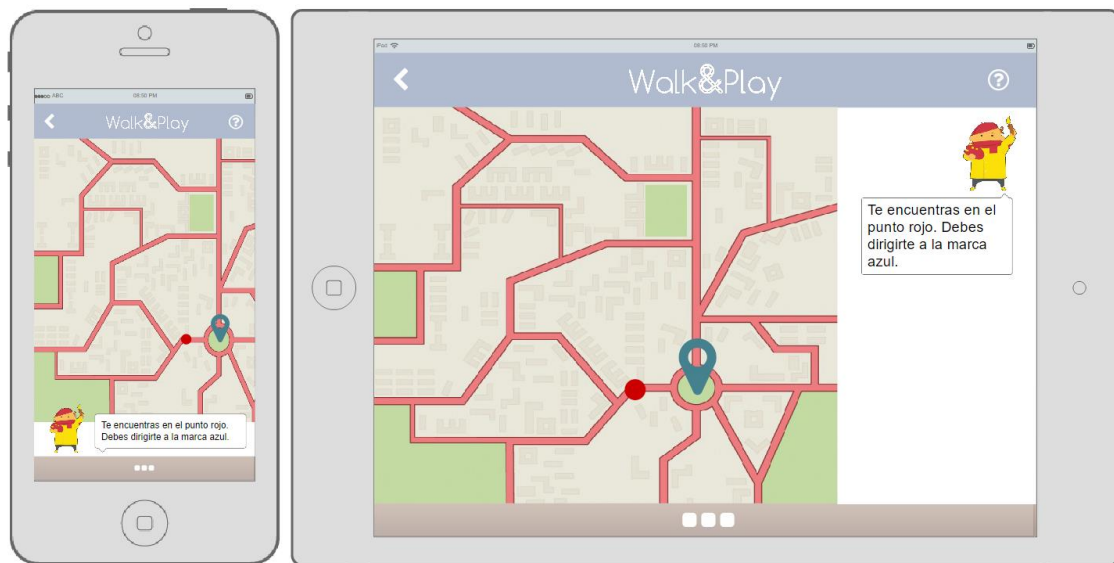 ABC 08:50 PM
Walk&Play
Te encuentras en el punto rojo.
Debes dirigirte a la marca azul.
iPad 08:50 PM
Walk&Play
Te encuentras en el
punto rojo. Debes
dirigirte a la marca
azul.